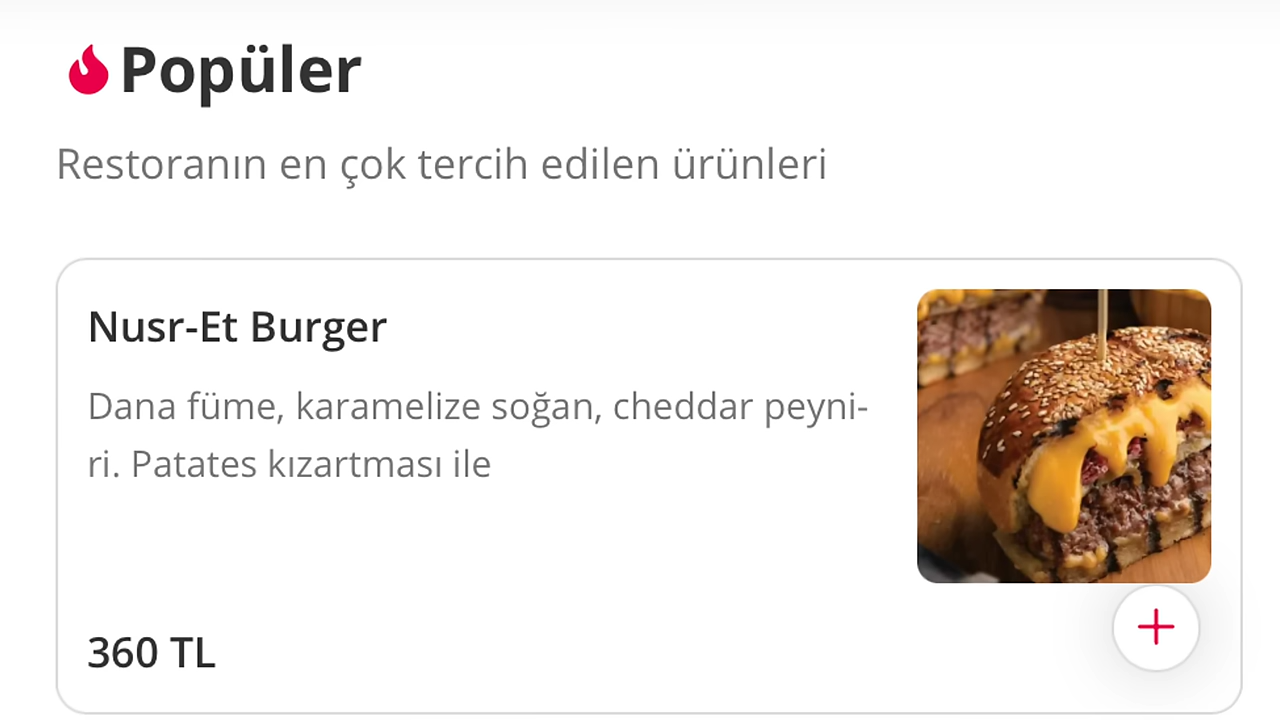 Popüler
Restoranın en çok tercih edilen ürünleri
Nusr-Et Burger
Dana füme, karamelize soğan, cheddar peyni-
ri. Patates kızartması ile
360 TL